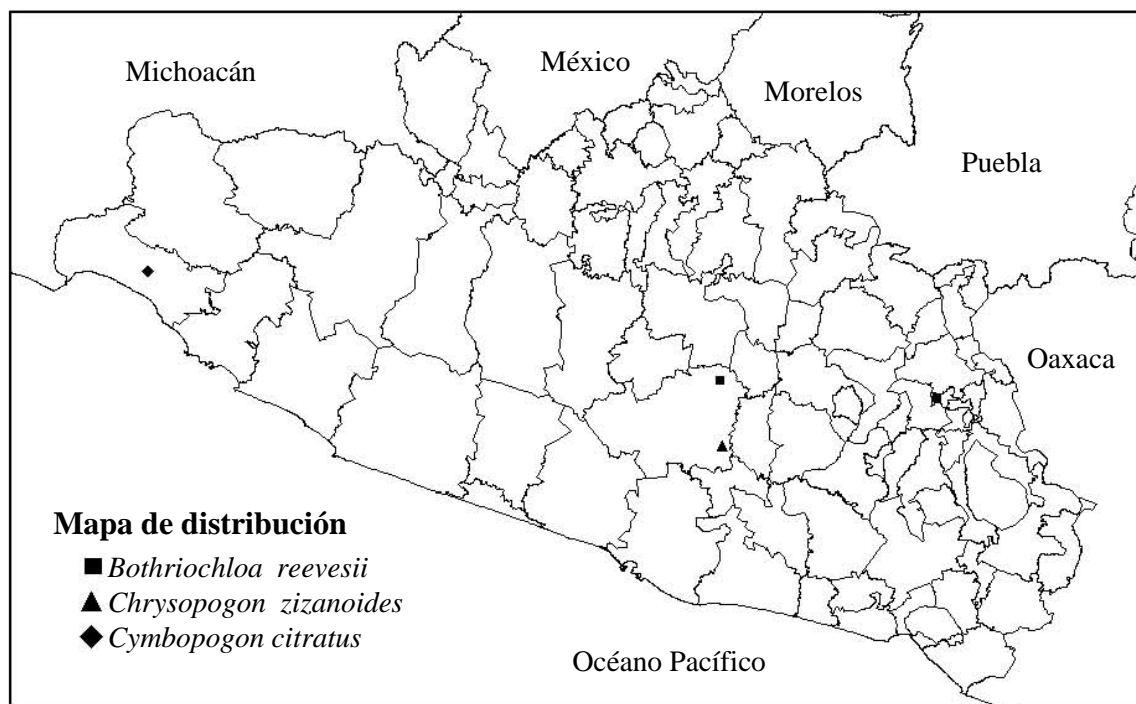 Michoacán
México
Morelos
Puebla
Oaxaca
Mapa de distribución
Bothriochloa reevesii
Chrysopogon zizanoides
Cymbopogon citratus
Océano Pacífico